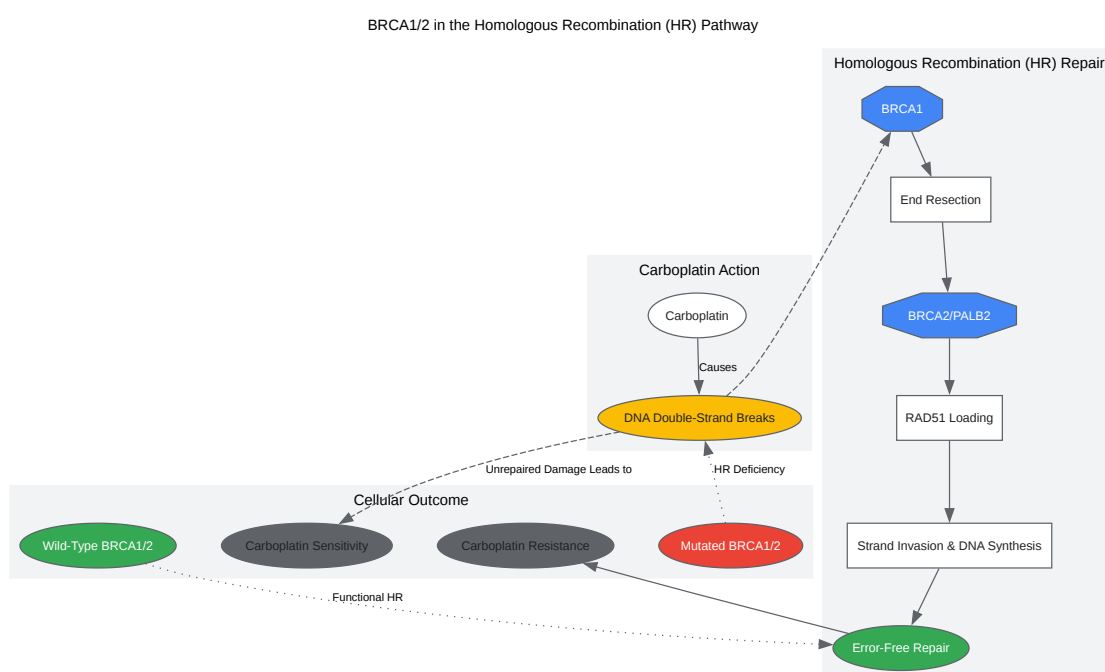 BRCA1/2 in the Homologous Recombination (HR) Pathway
Homologous Recombination (HR) Repair
BRCA1
End Resection
Carboplatin Action
Carboplatin
BRCA2/PALB2
Causes
DNA Double-Strand Breaks
RAD51 Loading
Unrepaired Damage Leads to
HR Deficiency
Cellular Outcome
Wild-Type BRCA1/2
Carboplatin Sensitivity
Carboplatin Resistance
Mutated BRCA1/2
Strand Invasion & DNA Synthesis
Functional HR
Error-Free Repair